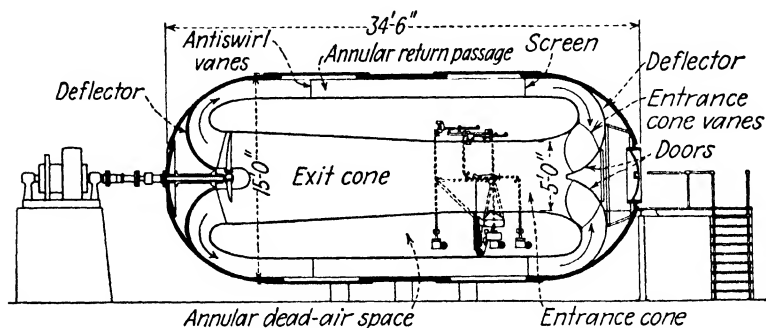 34'-6"
Antiswirl
vanes
Annular return passage
Screen
Deflector
Deflector
Entrance
cone vanes
Doors
15'-0"
Exit cone
5'-0"
Annular dead-air space
Entrance cone